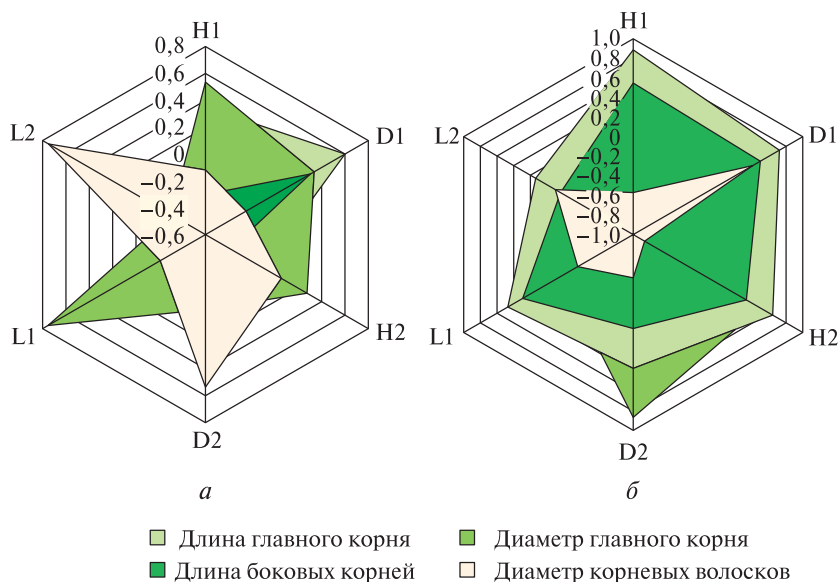 H1
0,8
0,6
0,4
0,2
0
−0,2
−0,4
−0,6
L2
D1
L1
H2
D2
а
H1
1,0
0,8
0,6
0,4
0,2
0
−0,2
−0,4
−0,6
−0,8
−1,0
L2
D1
L1
H2
D2
б
Длина главного корня
Диаметр главного корня
Длина боковых корней
Диаметр корневых волосков